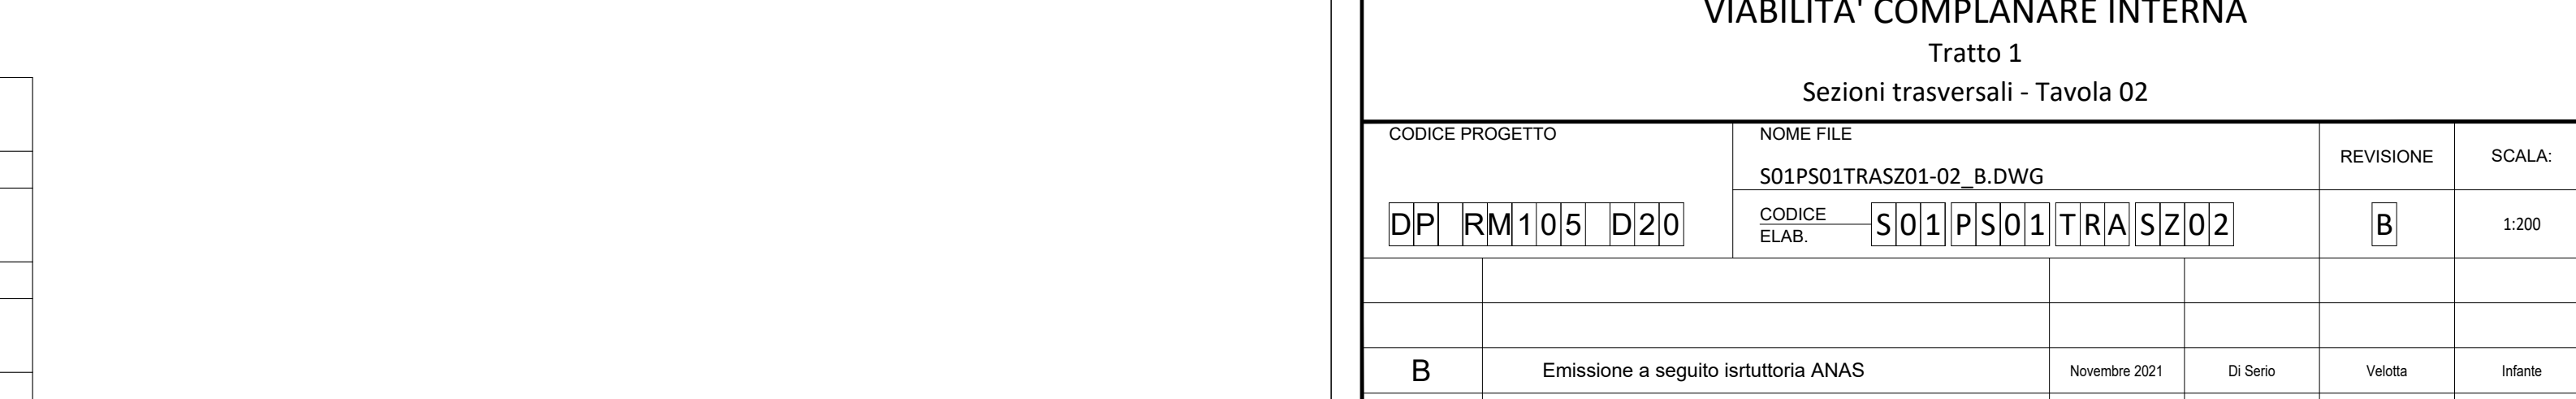 VIABILITA' COMPLANARE INTERNA
Tratto 1
Sezioni trasversali - Tavola 02
CODICE PROGETTO
NOME FILE
REVISIONE
SCALA:
S01PS01TRASZ01-02_B.DWG
DP RM105 D20
CODICE ELAB.
S01PS01TRASZ02
B
1:200
B Emissione a seguito isrtuttoria ANAS Novembre 2021 Di Serio Velotta Infante